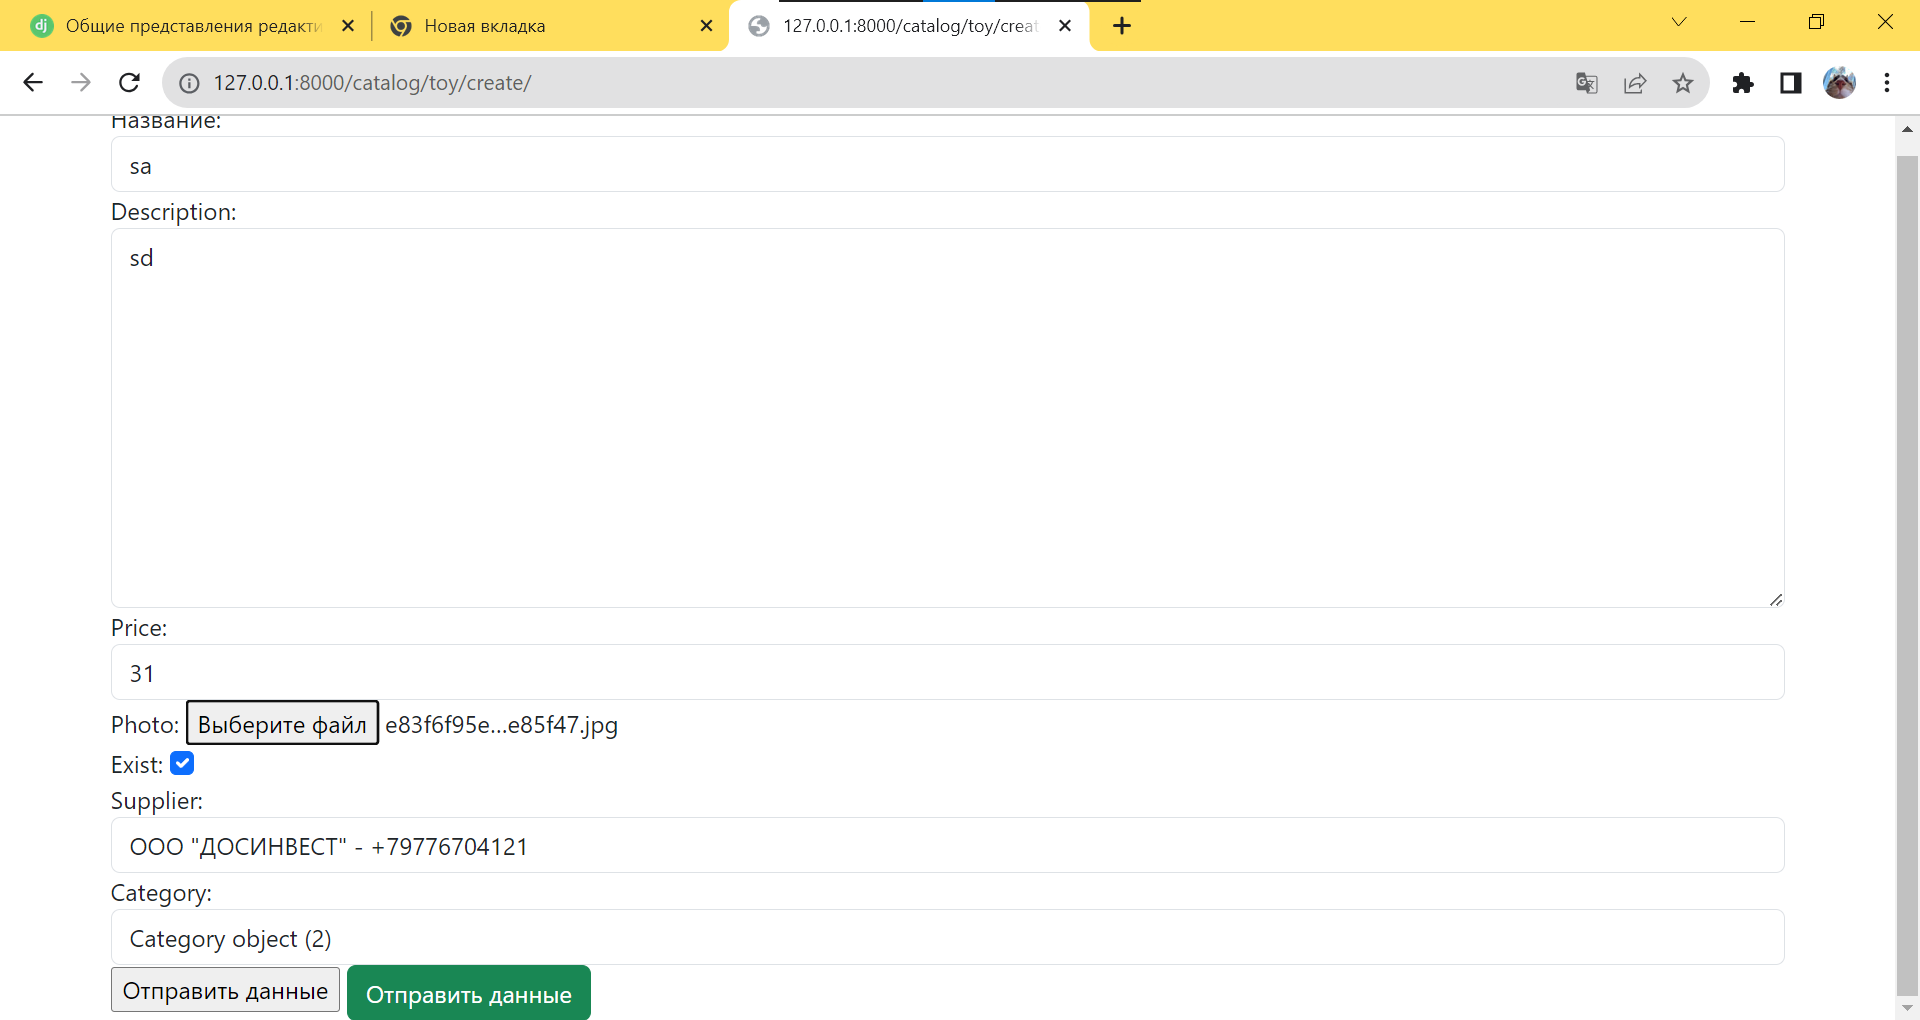 Общие представления редакти
Новая вкладка
127.0.0.1:8000/catalog/toy/creat
127.0.0.1:8000/catalog/toy/create/
Название:
sa
Description:
sd
Price:
31
Photo: Выберите файл e83f6f95e...e85f47.jpg
Exist:
Supplier:
ООО "ДОСИНВЕСТ" - +79776704121
Category:
Category object (2)
Отправить данные Отправить данные